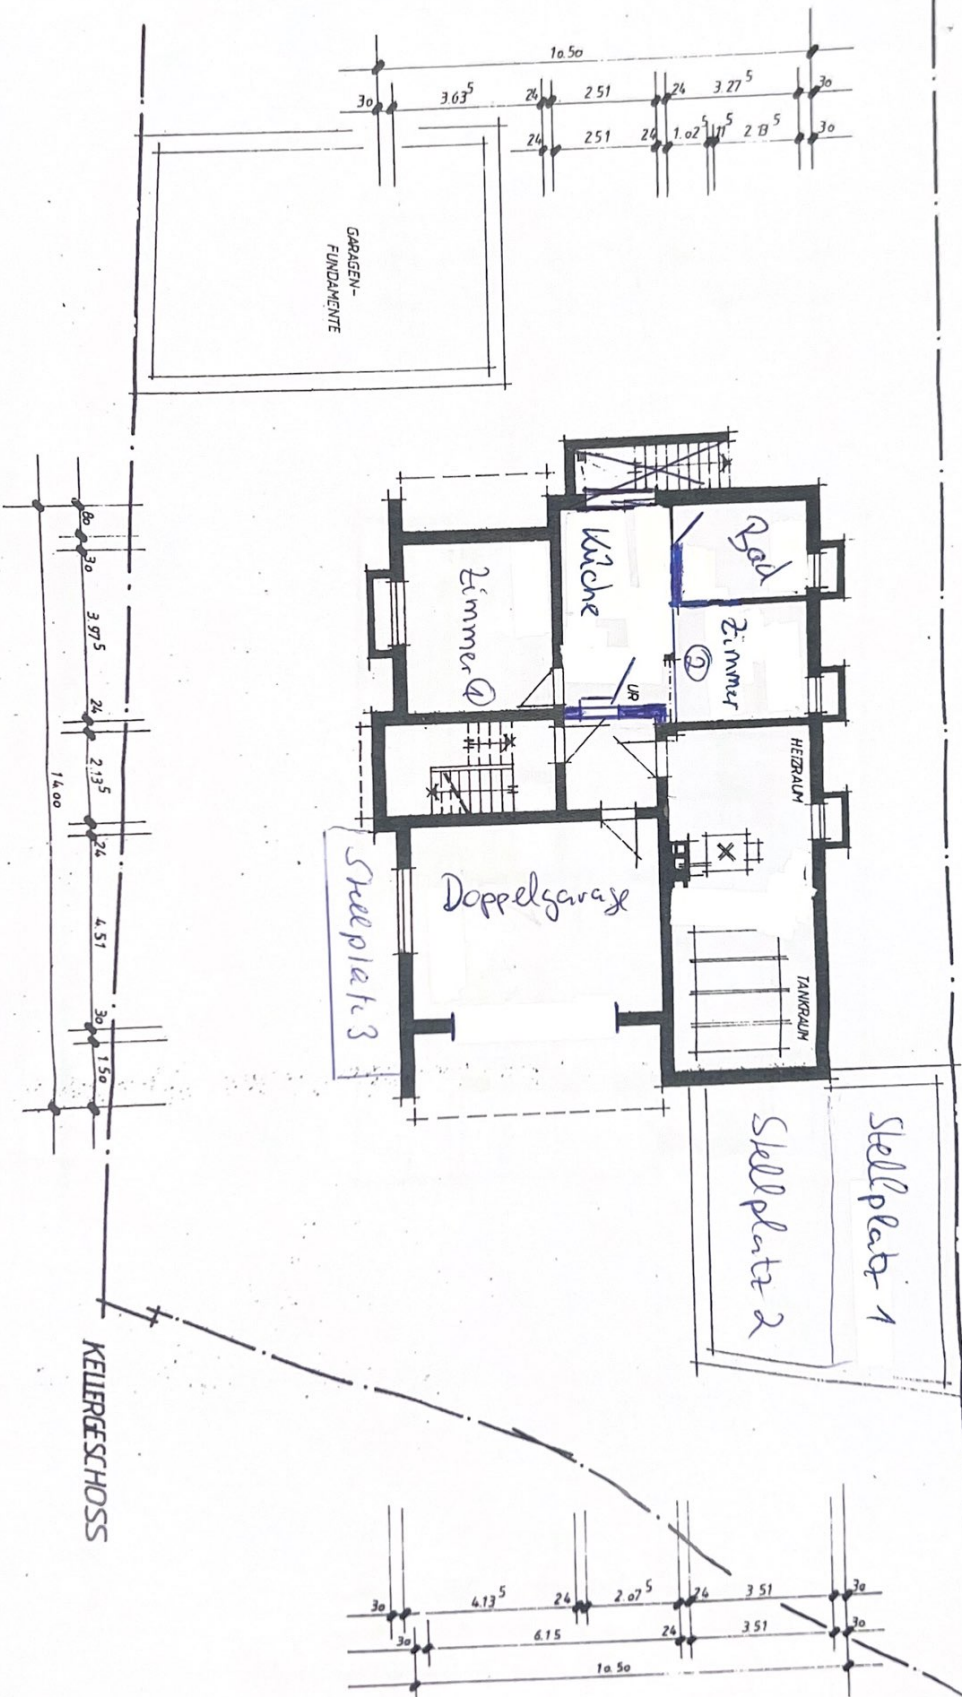 10.50
30 3.63⁵ 24 2.51 24 3.27⁵ 30
24 251 24 1.02⁵ 11⁵ 2.13⁵ 30
GARAGEN-
FUNDAMENTE
Küche
Bad
Zimmer ①
Zimmer
②
UR
HEIZRAUM
Doppelgarage
TANKRAUM
Stellplatz 3
80
30
3.97⁵
24
2.13⁵
24
4.51
30
1.50
14.00
Stellplatz 1
Stellplatz 2
KELLERGESCHOSS
30 4.13⁵ 24 2.07⁵ 24 3.51 30
30 6.15 24 3.51 30
10.50